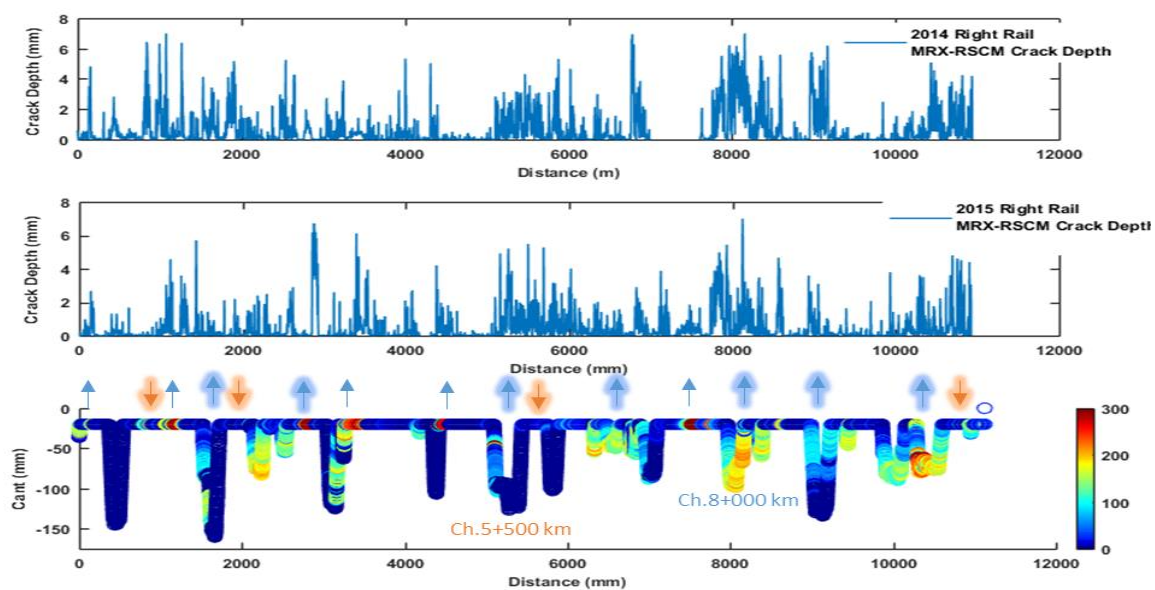 8
6
4
2
0
Crack Depth (mm)
2014 Right Rail
MRX-RSCM Crack Depth
0 2000 4000 6000 8000 10000 12000
Distance (m)
8
6
4
2
0
Crack Depth (mm)
2015 Right Rail
MRX-RSCM Crack Depth
0 2000 4000 6000 8000 10000 12000
Distance (mm)
0
-50
-100
-150
Cant (mm)
Ch.5+500 km
Ch.8+000 km
300
200
100
0
0 2000 4000 6000 8000 10000 12000
Distance (mm)